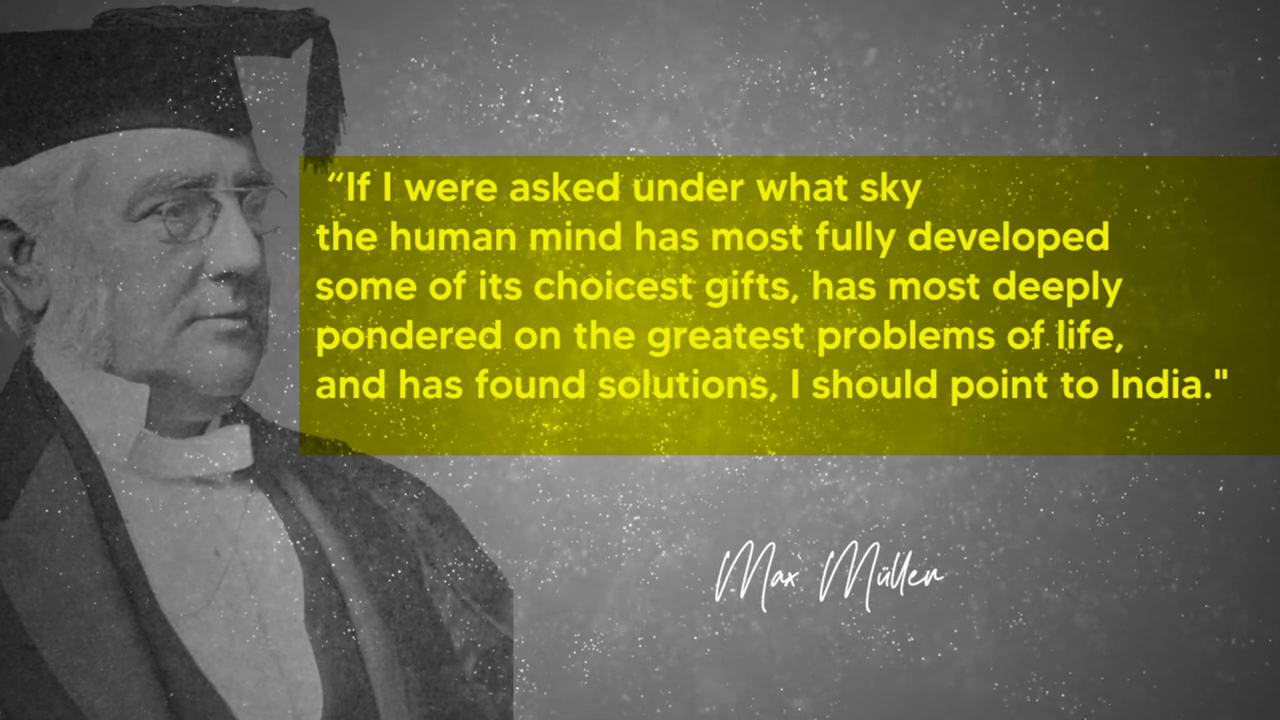 “If I were asked under what sky
the human mind has most fully developed
some of its choicest gifts, has most deeply
pondered on the greatest problems of life,
and has found solutions, I should point to India."
Max Müller